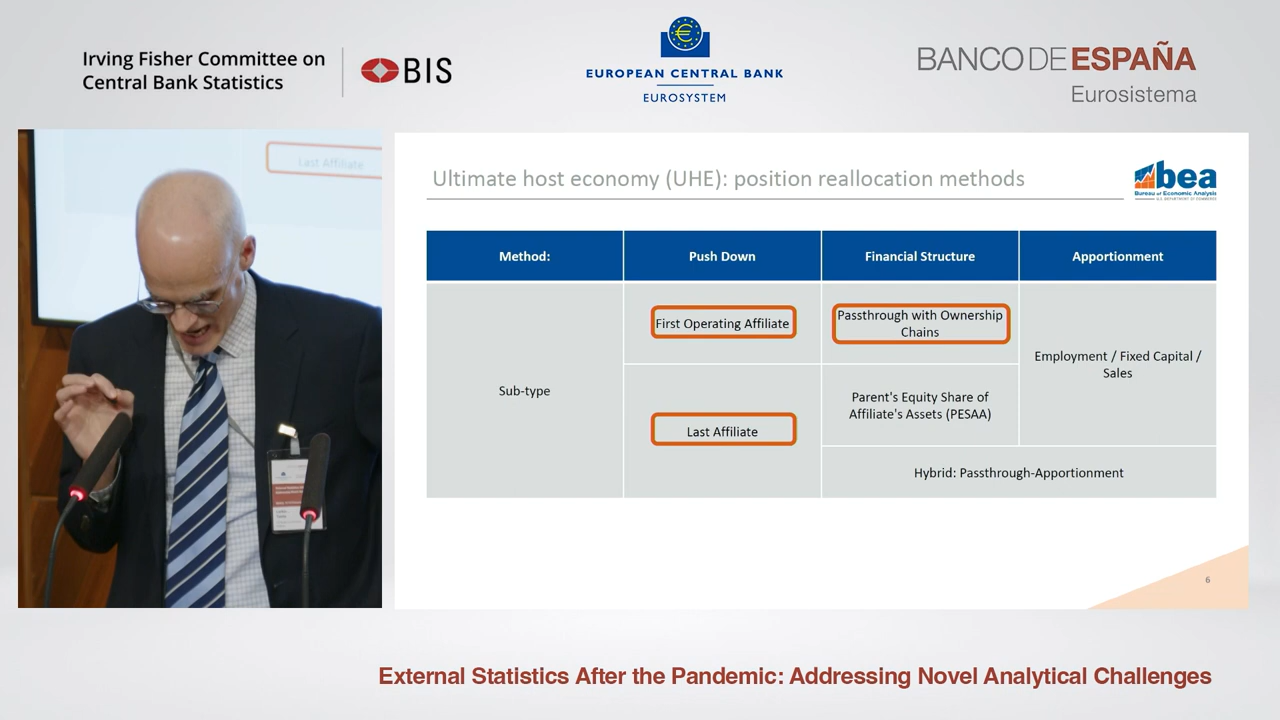 Irving Fisher Committee on
Central Bank Statistics
BIS
EUROPEAN CENTRAL BANK
EUROSYSTEM
BANCO DE ESPAÑA
Eurosistema
Last Affiliate
Ultimate host economy (UHE): position reallocation methods
bea
Bureau of Economic Analysis
U.S. DEPARTMENT OF COMMERCE
Method:
Push Down
Financial Structure
Apportionment
Sub-type
First Operating Affiliate
Passthrough with Ownership
Chains
Employment / Fixed Capital /
Sales
Last Affiliate
Parent's Equity Share of
Affiliate's Assets (PESAA)
Hybrid: Passthrough-Apportionment
6
External Statistics After the Pandemic: Addressing Novel Analytical Challenges